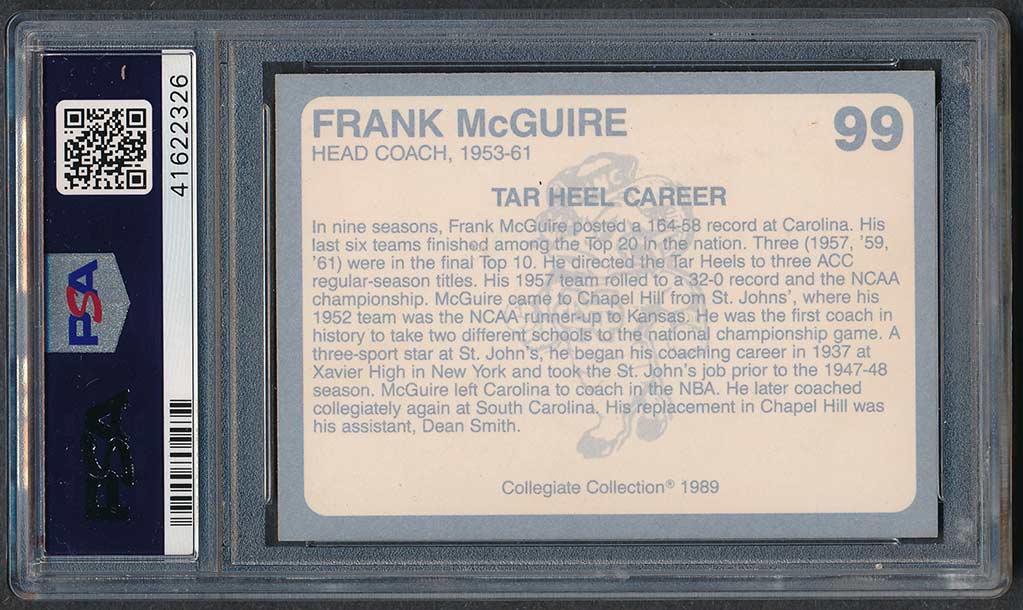 41622326
PSA
PSA
FRANK McGUIRE
99
HEAD COACH, 1953-61
TAR HEEL CAREER
In nine seasons, Frank McGuire posted a 164-58 record at Carolina. His
last six teams finished among the Top 20 in the nation. Three (1957, '59,
'61) were in the final Top 10. He directed the Tar Heels to three ACC
regular-season titles. His 1957 team rolled to a 32-0 record and the NCAA
championship. McGuire came to Chapel Hill from St. Johns', where his
1952 team was the NCAA runner-up to Kansas. He was the first coach in
history to take two different schools to the national championship game. A
three-sport star at St. John's, he began his coaching career in 1937 at
Xavier High in New York and took the St. John's job prior to the 1947-48
season. McGuire left Carolina to coach in the NBA. He later coached
collegiately again at South Carolina. His replacement in Chapel Hill was
his assistant, Dean Smith.
Collegiate Collection® 1989